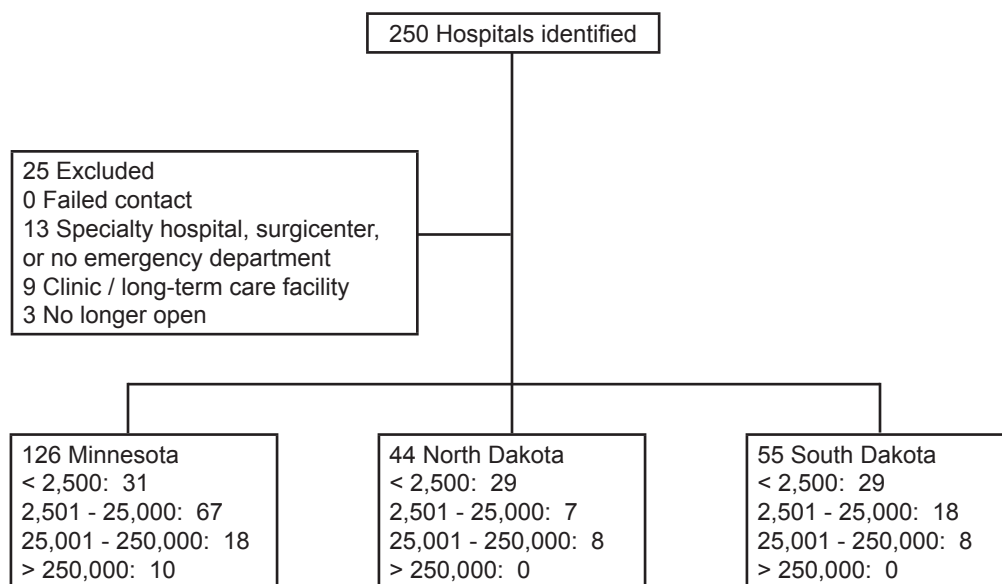 250 Hospitals identified
25 Excluded
0 Failed contact
13 Specialty hospital, surgicenter,
or no emergency department
9 Clinic / long-term care facility
3 No longer open
126 Minnesota
< 2,500:  31
2,501 - 25,000:  67
25,001 - 250,000:  18
> 250,000:  10
44 North Dakota
< 2,500:  29
2,501 - 25,000:  7
25,001 - 250,000:  8
> 250,000:  0
55 South Dakota
< 2,500:  29
2,501 - 25,000:  18
25,001 - 250,000:  8
> 250,000:  0